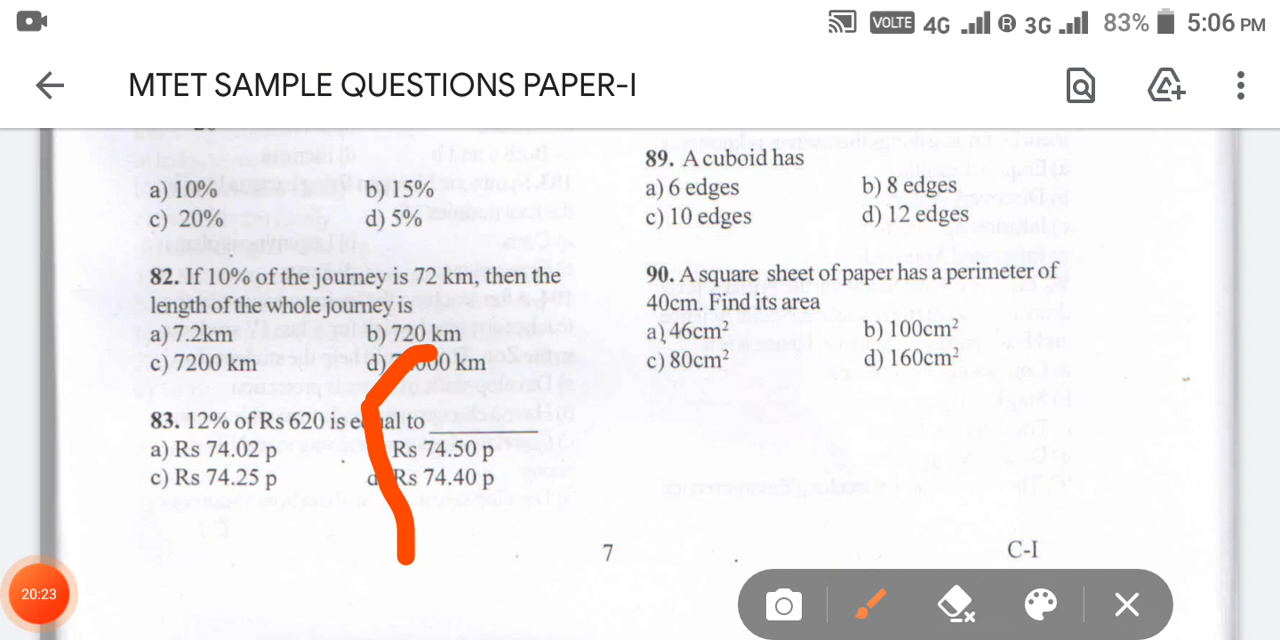 VOLTE 4G R 3G 83% 5:06 PM
MTET SAMPLE QUESTIONS PAPER-I
a) 10% b) 15%
c) 20% d) 5%
82. If 10% of the journey is 72 km, then the
length of the whole journey is
a) 7.2km b) 720 km
c) 7200 km d) 000 km
83. 12% of Rs 620 is equal to
a) Rs 74.02 p Rs 74.50 p
c) Rs 74.25 p d Rs 74.40 p
89. A cuboid has
a) 6 edges b) 8 edges
c) 10 edges d) 12 edges
90. A square sheet of paper has a perimeter of
40cm. Find its area
a) 46cm² b) 100cm²
c) 80cm² d) 160cm²
7 C-I
20:23